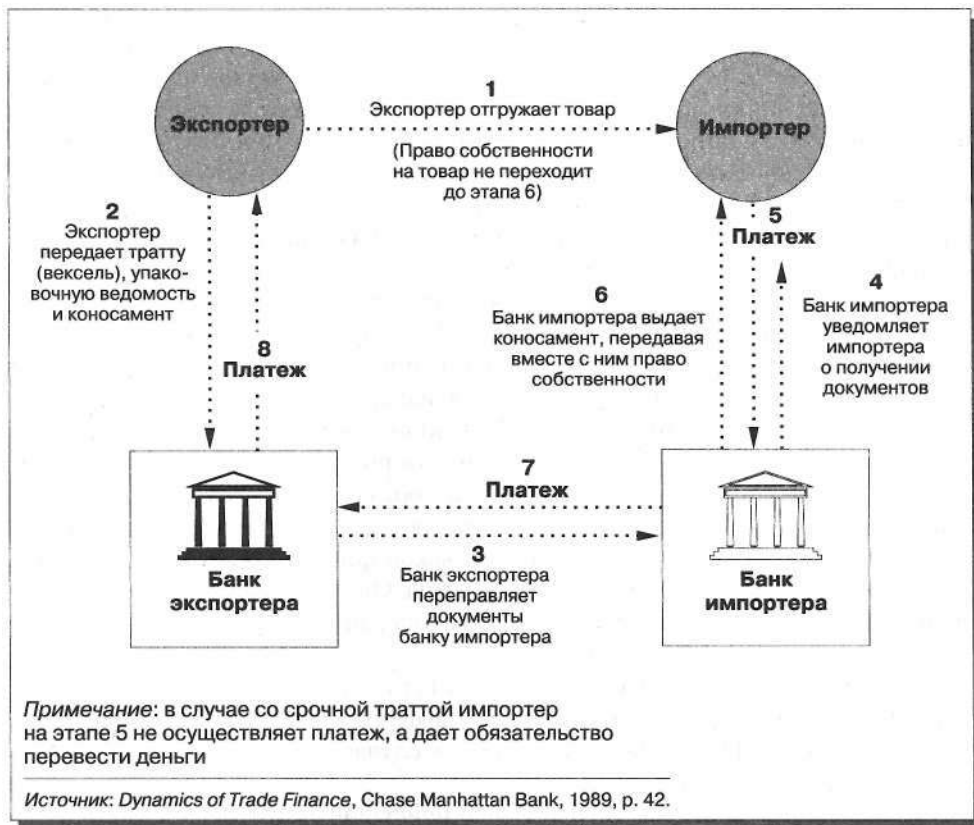 Экспортер
1
Экспортер отгружает товар
(Право собственности
на товар не переходит
до этапа 6)
Импортер
2
Экспортер
передает тратту
(вексель), упако-
вочную ведомость
и коносамент
8
Платеж
5
Платеж
6
Банк импортера выдает
коносамент, передавая
вместе с ним право
собственности
4
Банк импортера
уведомляет
импортера
о получении
документов
7
Платеж
3
Банк экспортера
переправляет
документы
банку импортера
Банк
экспортера
Банк
импортера
Примечание: в случае со срочной траттой импортер
на этапе 5 не осуществляет платеж, а дает обязательство
перевести деньги
Источник: Dynamics of Trade Finance, Chase Manhattan Bank, 1989, p. 42.